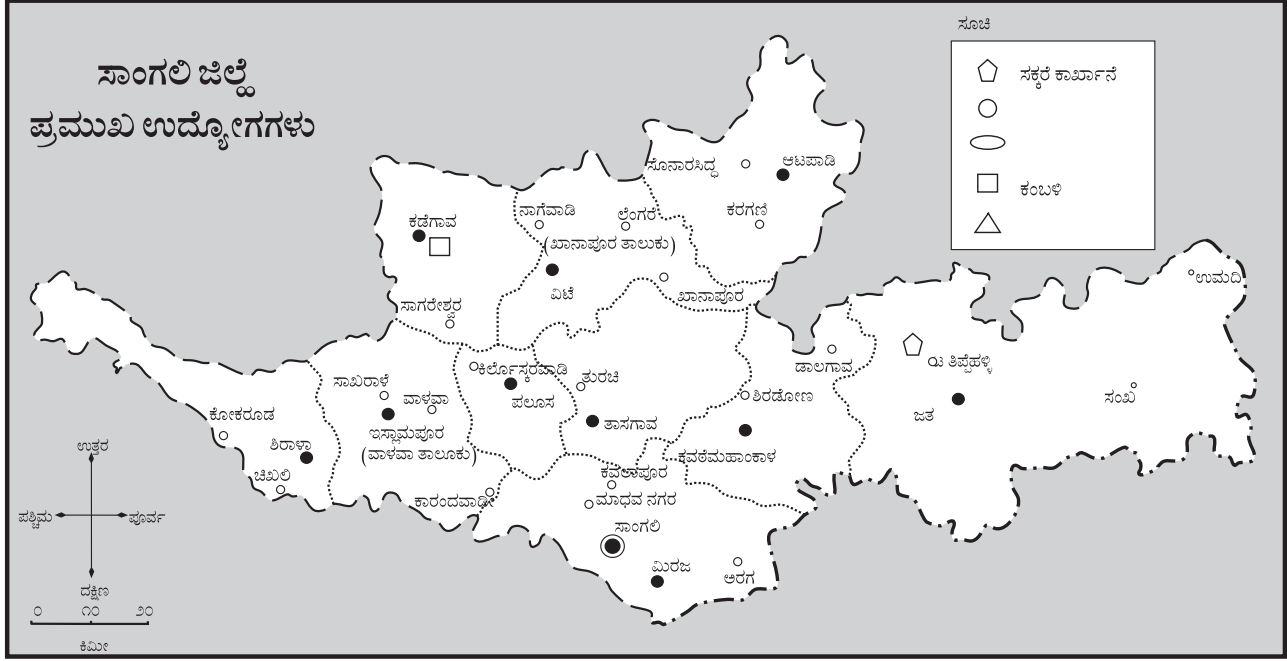 ಸಾಂಗಲಿ ಜಿಲ್ಹೆ
ಪ್ರಮುಖ ಉದ್ಯೋಗಗಳು
ಸೂಚಿ
ಸಕ್ಕರೆ ಕಾರ್ಖಾನೆ
ಕಂಬಳಿ
ಸೊನಾರಸಿದ್ಧ
ಆಟಪಾಡಿ
ಕರಗಣಿ
ಕಡೆಗಾವ
ನಾಗೆವಾಡಿ
ಲೆಂಗರೆ
(ಖಾನಾಪೂರ ತಾಲುಕು)
ವಿಟೆ
ಖಾನಾಪೂರ
ಸಾಗರೇಶ್ವರ
ಉಮದಿ
ಡಾಲಗಾವ
ತಿಪ್ಪೆಹಳ್ಳಿ
ಜತ
ಸಂಖ
ಕಿರ್ಲೊಸ್ಕರವಾಡಿ
ಪಲೂಸ
ತುರಚಿ
ತಾಸಗಾವ
ಶಿರಡೋಣ
ಕವಠೆಮಹಾಂಕಾಳ
ಸಾಖರಾಳೆ
ವಾಳವಾ
ಇಸ್ಲಾಮಪೂರ
(ವಾಳವಾ ತಾಲೂಕು)
ಕೋಕರೂಡ
ಶಿರಾಳಾ
ಚಿಖಲಿ
ಕಾರಂದವಾಡಿ
ಕವಲಾಪೂರ
ಮಾಧವ ನಗರ
ಸಾಂಗಲಿ
ಮಿರಜ
ಅರಗ
ಉತ್ತರ
ಪಶ್ಚಿಮ
ಪೂರ್ವ
ದಕ್ಷಿಣ
೦ ೧೦ ೨೦
ಕಿಮೀ